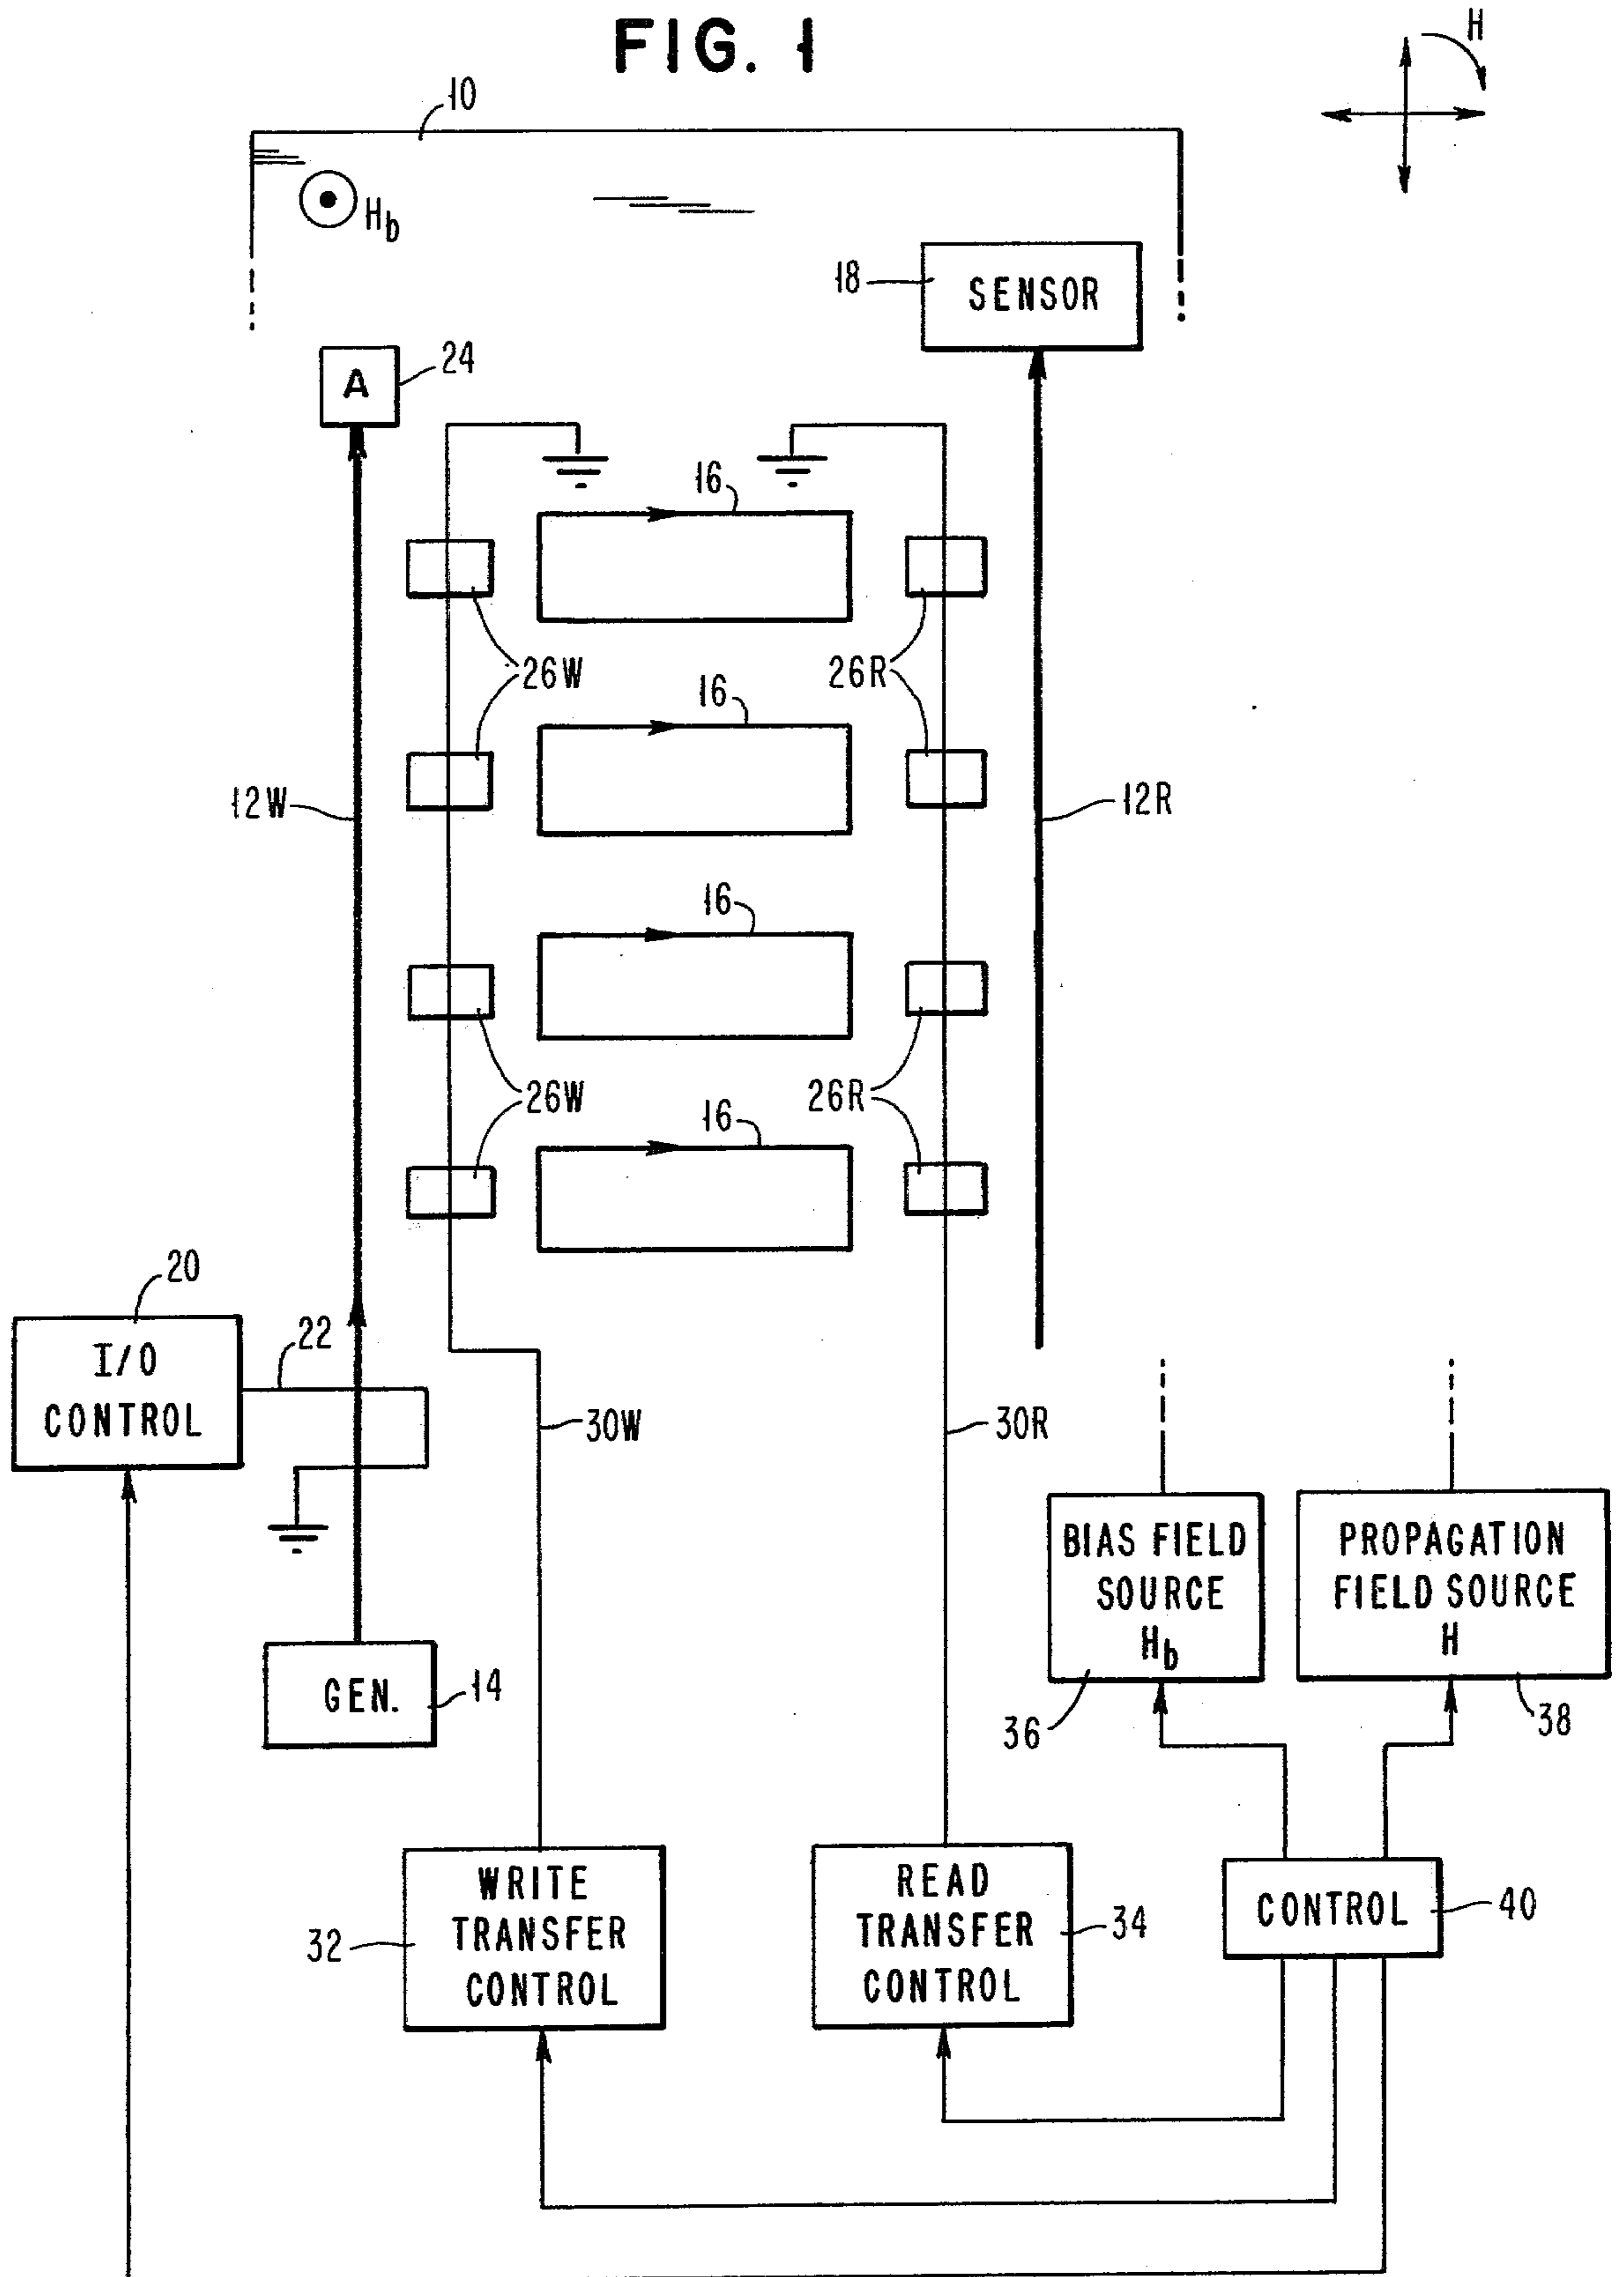 FIG. 1
H
10
Hb
18
SENSOR
A
24
16
26W
26R
16
12W
12R
16
26W
26R
16
20
I/O
CONTROL
22
30W
30R
BIAS FIELD
SOURCE
Hb
PROPAGATION
FIELD SOURCE
H
GEN.
14
36
38
WRITE
TRANSFER
CONTROL
32
READ
TRANSFER
CONTROL
34
CONTROL
40